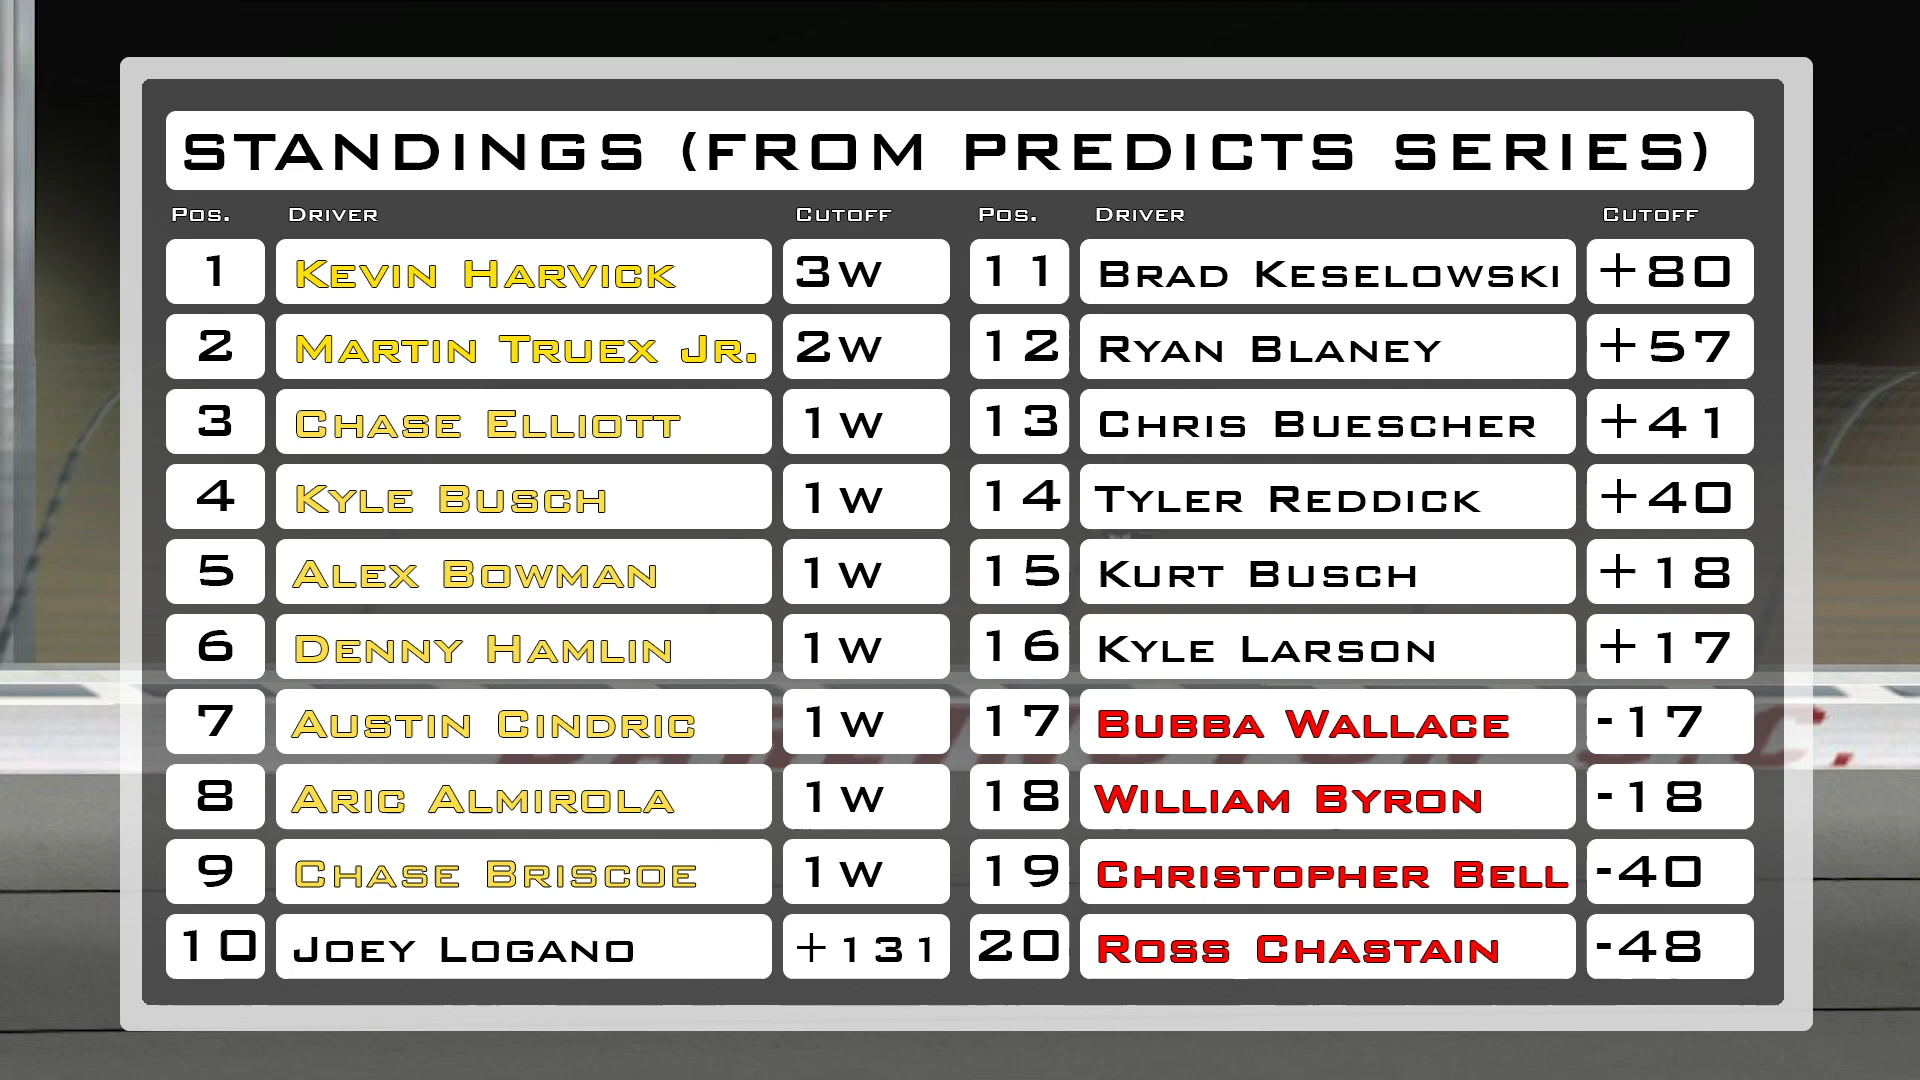 STANDINGS (FROM PREDICTS SERIES)
POS. DRIVER CUTOFF POS. DRIVER CUTOFF
1 KEVIN HARVICK 3W 11 BRAD KESELOWSKI +80
2 MARTIN TRUEX JR. 2W 12 RYAN BLANEY +57
3 CHASE ELLIOTT 1W 13 CHRIS BUESCHER +41
4 KYLE BUSCH 1W 14 TYLER REDDICK +40
5 ALEX BOWMAN 1W 15 KURT BUSCH +18
6 DENNY HAMLIN 1W 16 KYLE LARSON +17
7 AUSTIN CINDRIC 1W 17 BUBBA WALLACE -17
8 ARIC ALMIROLA 1W 18 WILLIAM BYRON -18
9 CHASE BRISCOE 1W 19 CHRISTOPHER BELL -40
10 JOEY LOGANO +131 20 ROSS CHASTAIN -48